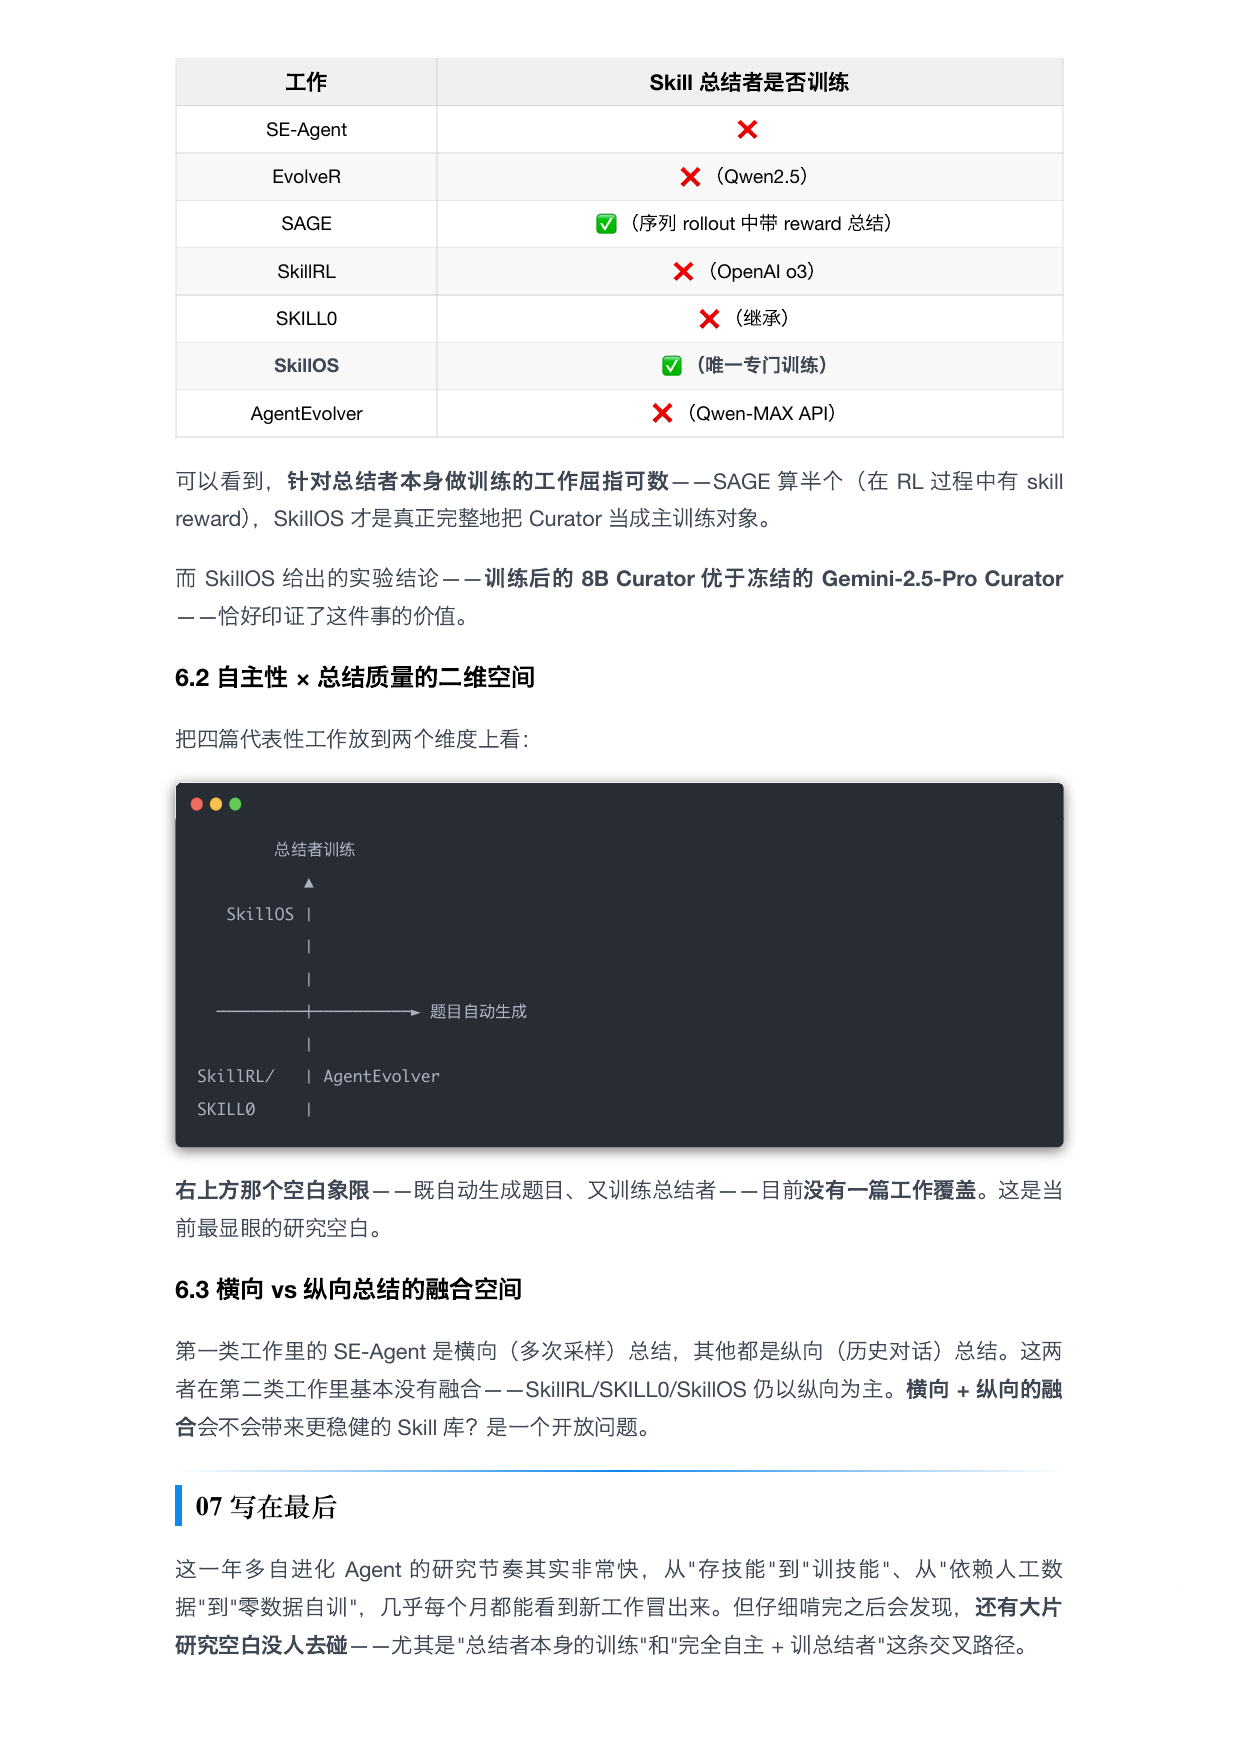 工作 Skill 总结者是否训练
SE-Agent ❌
EvolveR ❌（Qwen2.5）
SAGE ✅（序列 rollout 中带 reward 总结）
SkillRL ❌（OpenAI o3）
SKILL0 ❌（继承）
SkillOS ✅（唯一专门训练）
AgentEvolver ❌（Qwen-MAX API）
可以看到，针对总结者本身做训练的工作屈指可数——SAGE 算半个（在 RL 过程中有 skill
reward），SkillOS 才是真正完整地把 Curator 当成主训练对象。
而 SkillOS 给出的实验结论——训练后的 8B Curator 优于冻结的 Gemini-2.5-Pro Curator
——恰好印证了这件事的价值。
6.2 自主性 × 总结质量的二维空间
把四篇代表性工作放到两个维度上看：
总结者训练
▲
SkillOS |
|
|
─────────┼──────────► 题目自动生成
|
SkillRL/ | AgentEvolver
SKILL0 |
右上方那个空白象限——既自动生成题目、又训练总结者——目前没有一篇工作覆盖。这是当
前最显眼的研究空白。
6.3 横向 vs 纵向总结的融合空间
第一类工作里的 SE-Agent 是横向（多次采样）总结，其他都是纵向（历史对话）总结。这两
者在第二类工作里基本没有融合——SkillRL/SKILL0/SkillOS 仍以纵向为主。横向 + 纵向的融
合会不会带来更稳健的 Skill 库？是一个开放问题。
07 写在最后
这一年多自进化 Agent 的研究节奏其实非常快，从"存技能"到"训技能"、从"依赖人工数
据"到"零数据自训"，几乎每个月都能看到新工作冒出来。但仔细啃完之后会发现，还有大片
研究空白没人去碰——尤其是"总结者本身的训练"和"完全自主 + 训总结者"这条交叉路径。